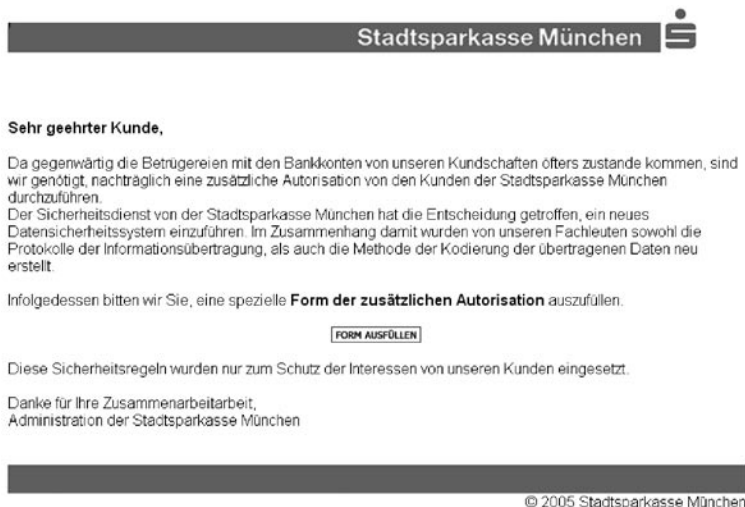 Stadtsparkasse München
Sehr geehrter Kunde,
Da gegenwärtig die Betrügereien mit den Bankkonten von unseren Kundschaften öfters zustande kommen, sind
wir genötigt, nachträglich eine zusätzliche Autorisation von den Kunden der Stadtsparkasse München
durchzuführen.
Der Sicherheitsdienst von der Stadtsparkasse München hat die Entscheidung getroffen, ein neues
Datensicherheitssystem einzuführen. Im Zusammenhang damit wurden von unseren Fachleuten sowohl die
Protokolle der Informationsübertragung, als auch die Methode der Kodierung der übertragenen Daten neu
erstellt.
Infolgedessen bitten wir Sie, eine spezielle Form der zusätzlichen Autorisation auszufüllen.
FORM AUSFÜLLEN
Diese Sicherheitsregeln wurden nur zum Schutz der Interessen von unseren Kunden eingesetzt.
Danke für Ihre Zusammenarbeitarbeit,
Administration der Stadtsparkasse München
© 2005 Stadtsparkasse München